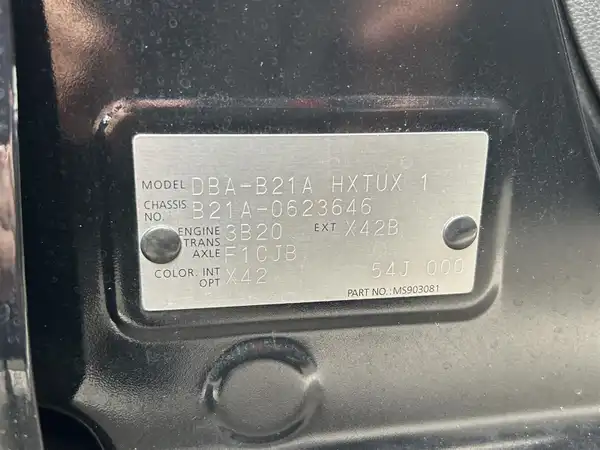 MODEL DBA-B21A HXTUX 1
CHASSIS NO. B21A-0623646
ENGINE 3B20 EXT X42B
TRANS AXLE F1CJB
COLOR. INT X42 54J 000
OPT
PART NO.: MS903081